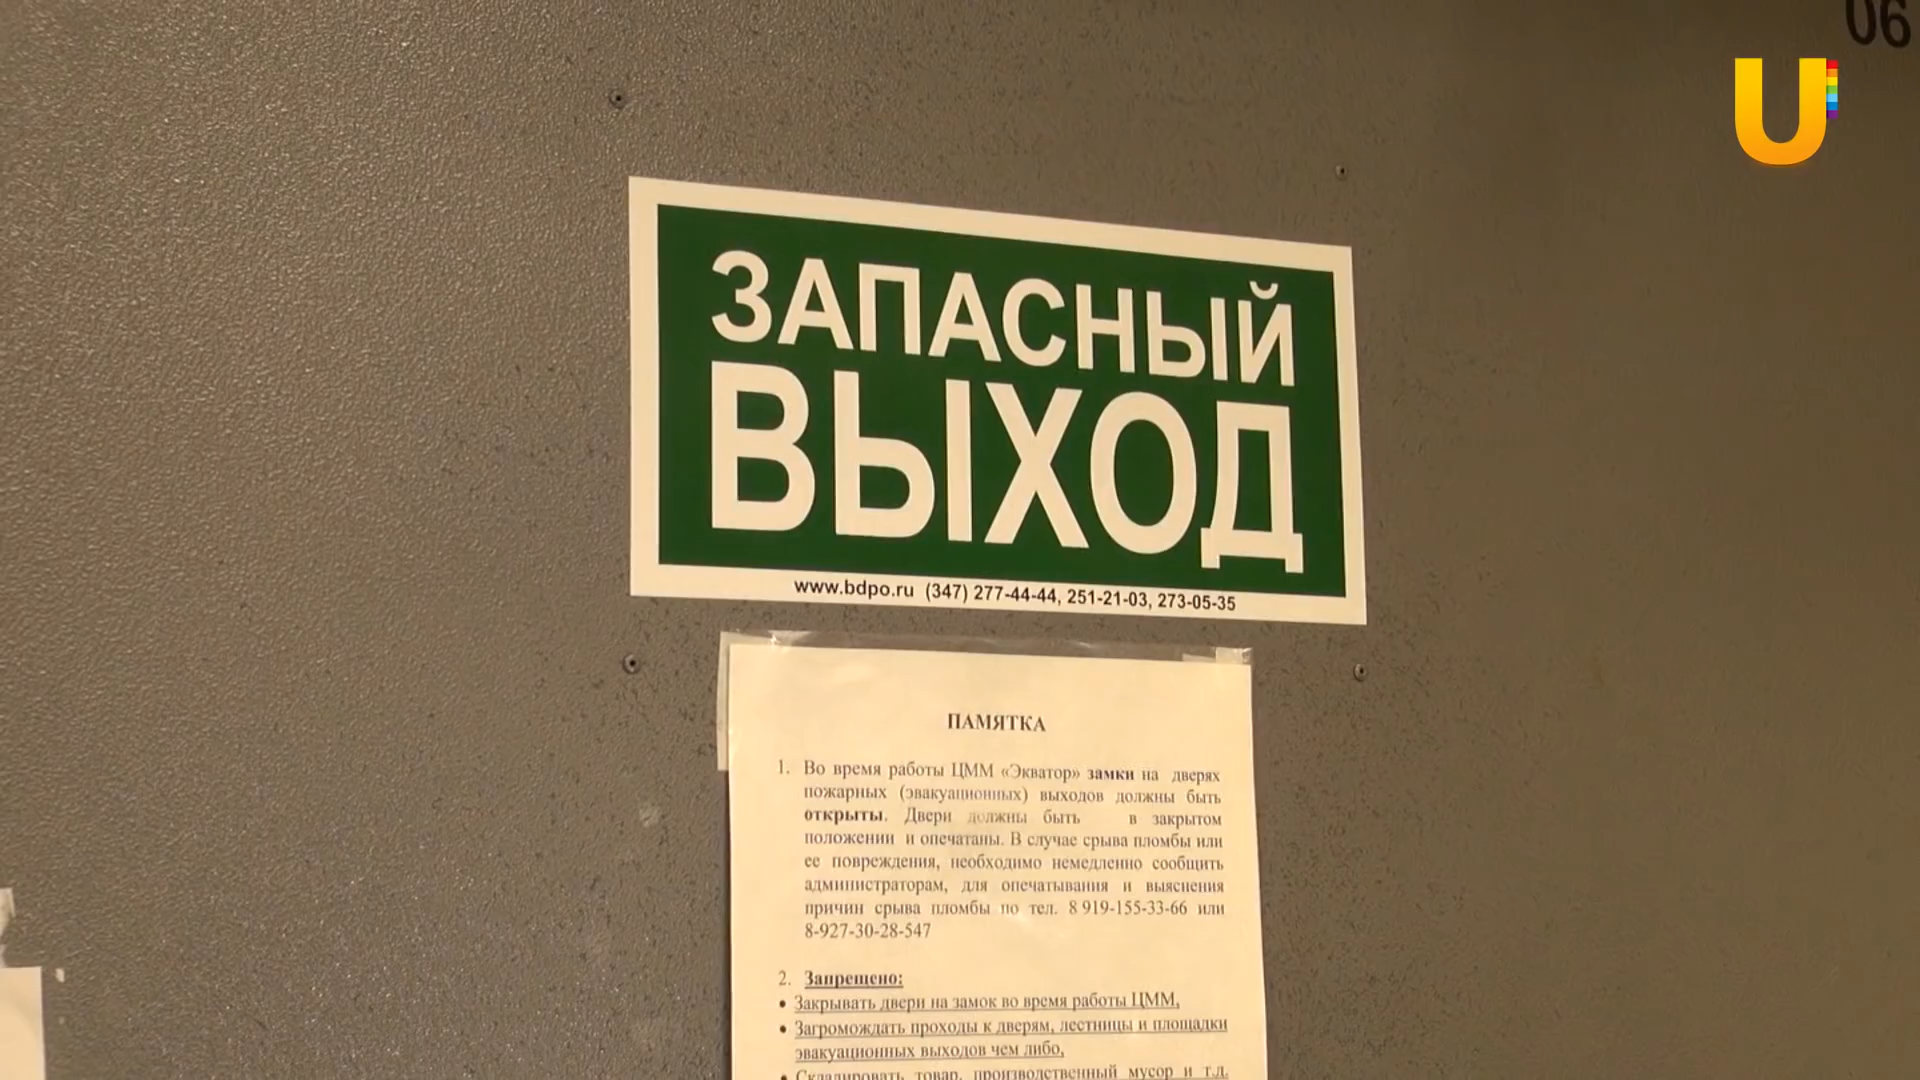 06
U
ЗАПАСНЫЙ
ВЫХОД
www.bdpo.ru (347) 277-44-44, 251-21-03, 273-05-35
ПАМЯТКА
1. Во время работы ЦММ «Экватор» замки на дверях
пожарных (эвакуационных) выходов должны быть
открыты. Двери должны быть в закрытом
положении и опечатаны. В случае срыва пломбы или
ее повреждения, необходимо немедленно сообщить
администраторам, для опечатывания и выяснения
причин срыва пломбы по тел. 8 919-155-33-66 или
8-927-30-28-547
2. Запрещено:
• Закрывать двери на замок во время работы ЦММ,
• Загромождать проходы к дверям, лестницы и площадки
эвакуационных выходов чем либо,
• Складировать товар, производственный мусор и т.д.